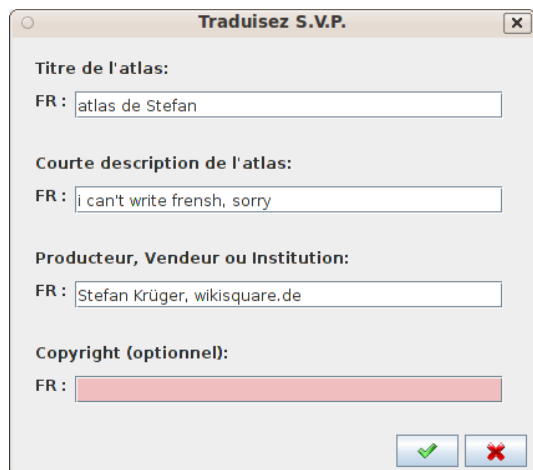 Traduisez S.V.P.
Titre de l'atlas:
FR : atlas de Stefan
Courte description de l'atlas:
FR : i can't write frensh, sorry
Producteur, Vendeur ou Institution:
FR : Stefan Krüger, wikisquare.de
Copyright (optionnel):
FR :